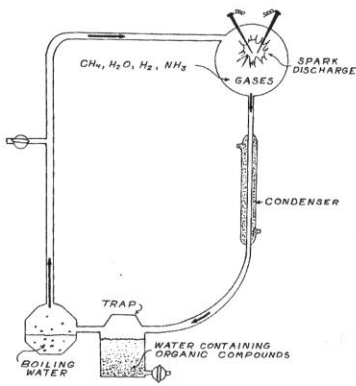 CH4, H2O, H2, NH3
SPARK
DISCHARGE
GASES
CONDENSER
TRAP
WATER CONTAINING
ORGANIC COMPOUNDS
BOILING
WATER